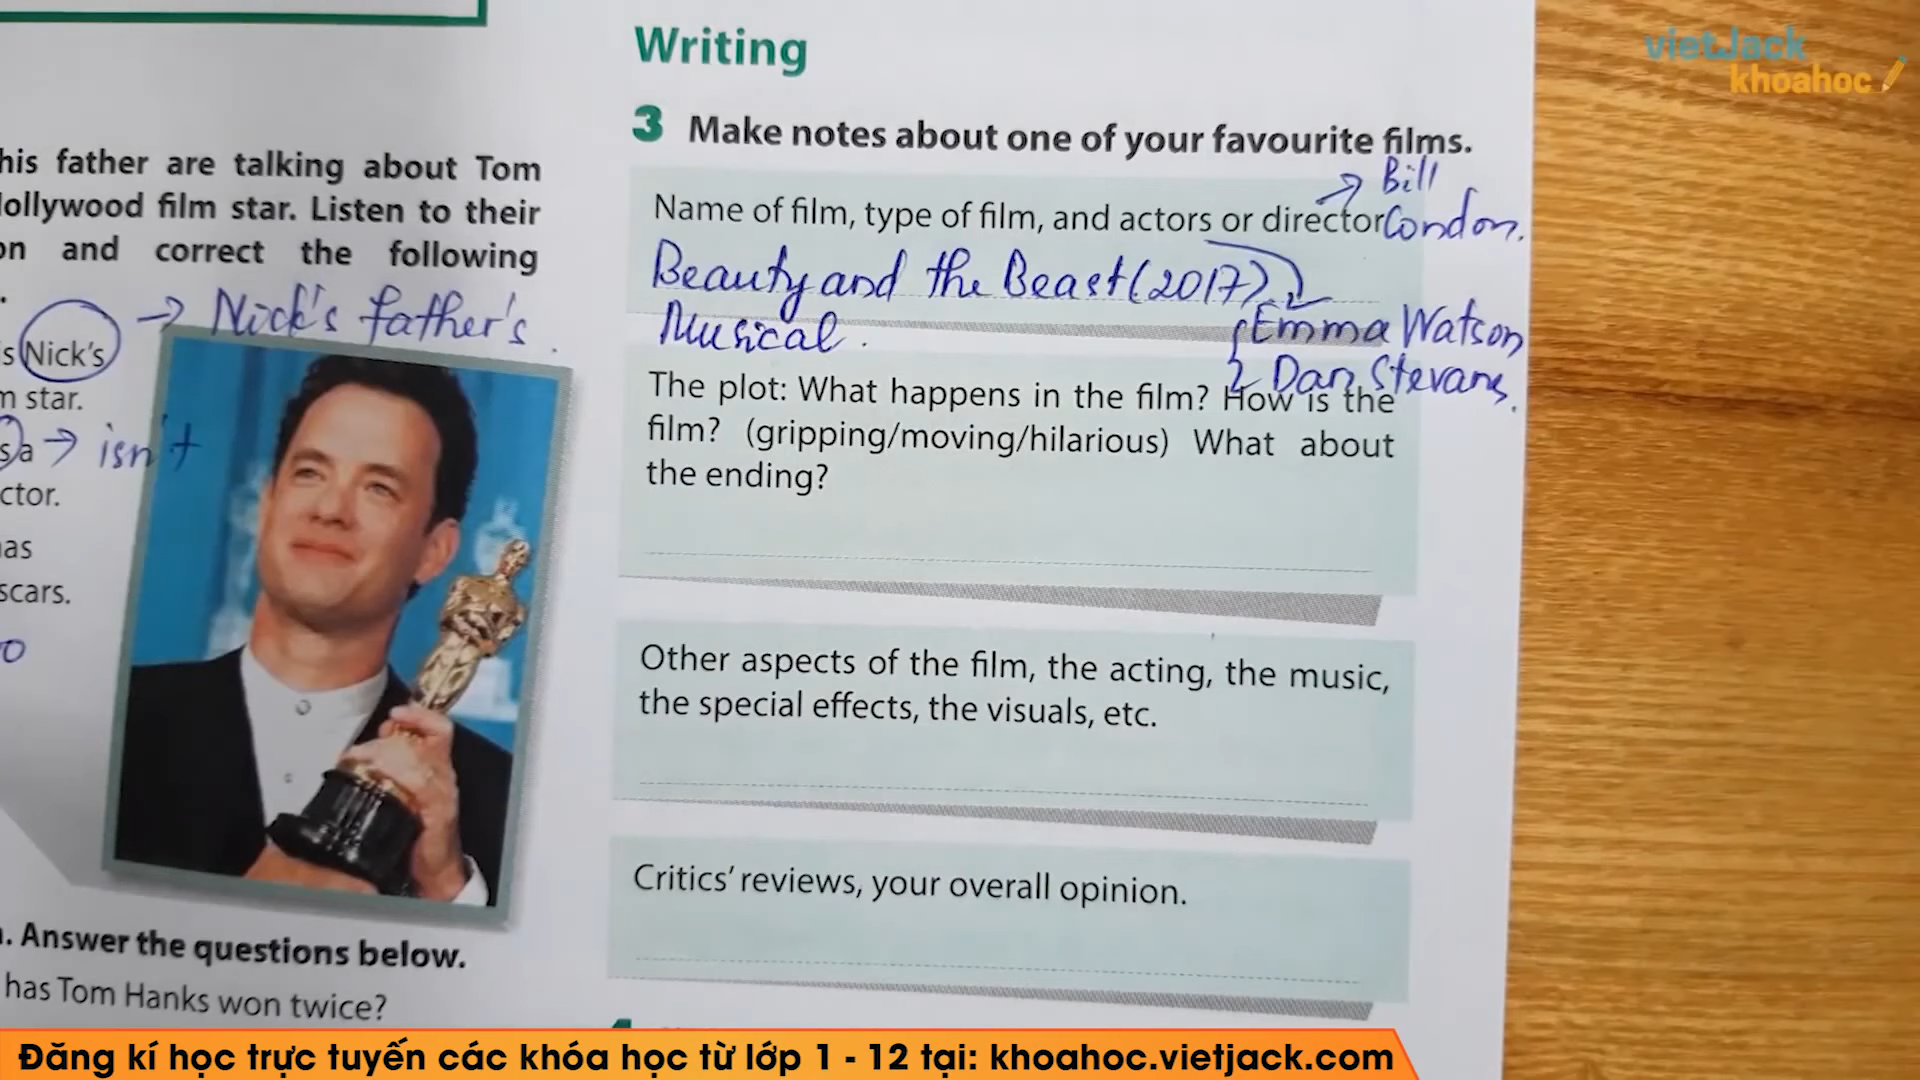 his father are talking about Tom
Hollywood film star. Listen to their
on and correct the following
.
s Nick's → Nick's father's.
m star.
s a → isn't
ctor.
as
scars.
. Answer the questions below.
has Tom Hanks won twice?
Writing
3 Make notes about one of your favourite films.
Name of film, type of film, and actors or director → Bill Condon.
Beauty and the Beast (2017)
Musical.
Emma Watson
Dan Stevans.
The plot: What happens in the film? How is the
film? (gripping/moving/hilarious) What about
the ending?
Other aspects of the film, the acting, the music,
the special effects, the visuals, etc.
Critics' reviews, your overall opinion.
vietJack
khoahoc
Đăng kí học trực tuyến các khóa học từ lớp 1 - 12 tại: khoahoc.vietjack.com